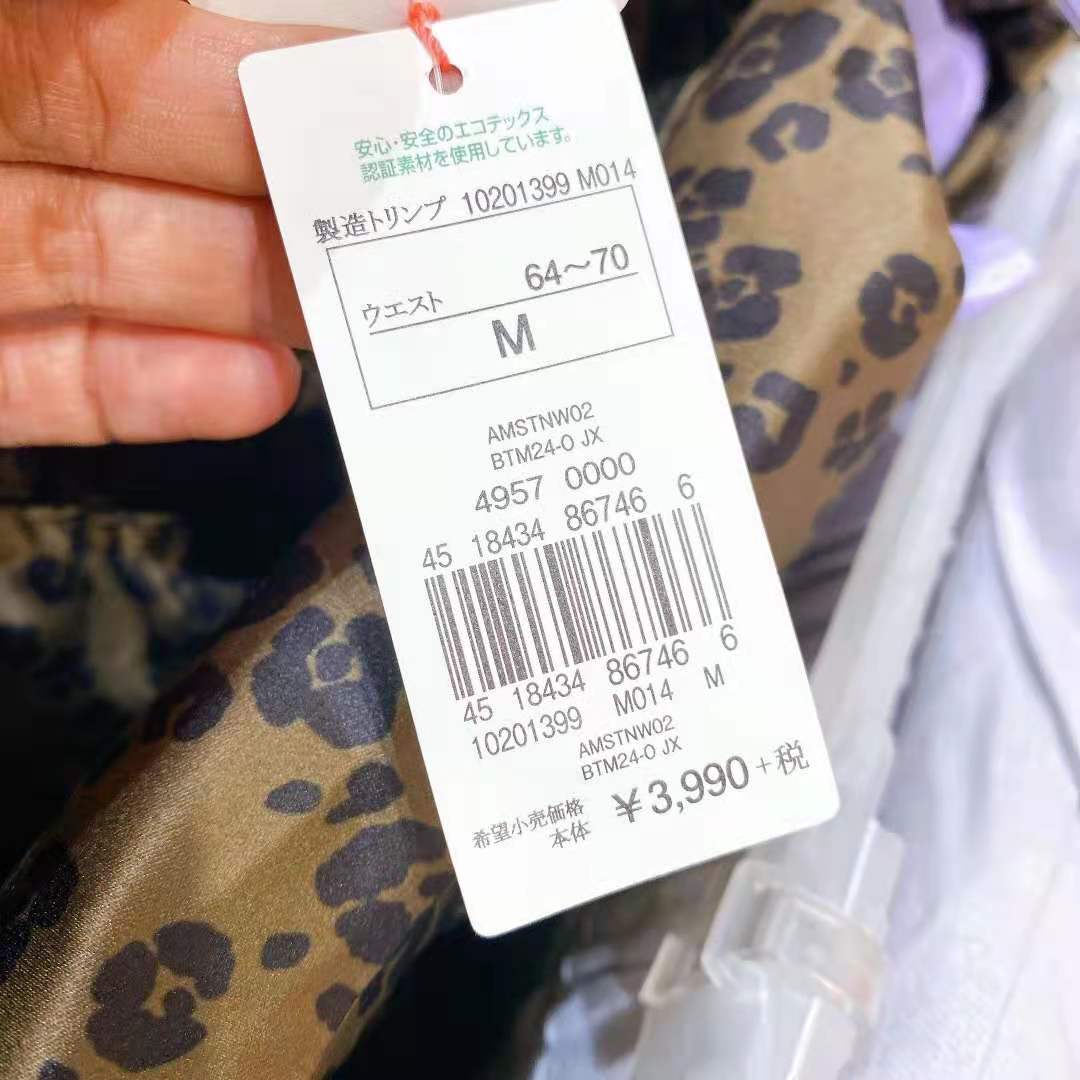 安心・安全のエコテックス
認証素材を使用しています。
製造トリンプ 10201399 M014
ウエスト 64〜70
M
AMSTNW02
BTM24-O JX
4957 0000
45 18434 86746 6
45 18434 86746 6
10201399 M014 M
AMSTNW02
BTM24-O JX
希望小売価格
本体 ¥3,990+税